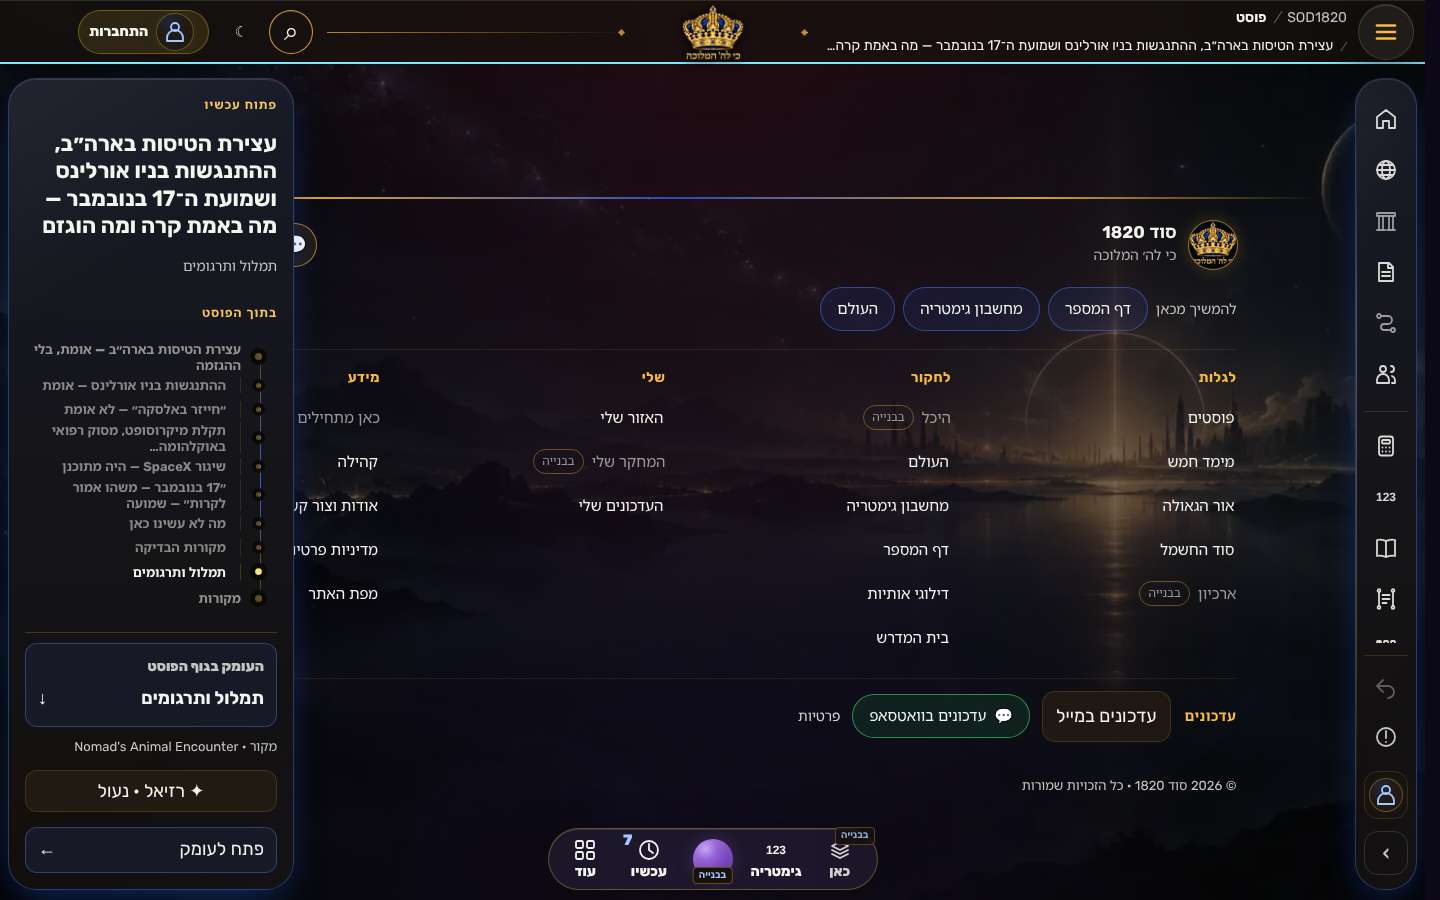 SOD1820 / פוסט
/ עצירת הטיסות בארה״ב, ההתנגשות בניו אורלינס ושמועת ה־17 בנובמבר — מה באמת קרה...
כי לה׳ המלוכה
התחברות
פתוח עכשיו
עצירת הטיסות בארה״ב,
ההתנגשות בניו אורלינס
ושמועת ה־17 בנובמבר —
מה באמת קרה ומה הוגזם
תמלול ותרגומים
בתוך הפוסט
עצירת הטיסות בארה״ב — אומת, בלי
ההגזמה
ההתנגשות בניו אורלינס — אומת
״חייזר באלסקה״ — לא אומת
תקלת מיקרוסופט, מסוק רפואי
באוקלהומה...
שיגור SpaceX — היה מתוכנן
״17 בנובמבר — משהו אמור
לקרות״ — שמועה
מה לא עשינו כאן
מקורות הבדיקה
תמלול ותרגומים
מקורות
העומק בגוף הפוסט
תמלול ותרגומים ↓
מקור • Nomad's Animal Encounter
✦ רזיאל • נעול
פתח לעומק ←
סוד 1820
כי לה׳ המלוכה
להמשיך מכאן
דף המספר
מחשבון גימטריה
העולם
לגלות
פוסטים
מימד חמש
אור הגאולה
סוד החשמל
ארכיון בבנייה
לחקור
היכל בבנייה
העולם
מחשבון גימטריה
דף המספר
דילוגי אותיות
בית המדרש
שלי
האזור שלי
המחקר שלי בבנייה
העדכונים שלי
מידע
כאן מתחילים
קהילה
אודות וצור קש
מדיניות פרטיו
מפת האתר
עדכונים
עדכונים במייל
💬 עדכונים בוואטסאפ
פרטיות
© 2026 סוד 1820 • כל הזכויות שמורות
בבנייה
כאן
123
גימטריה
בבנייה
7
עכשיו
עוד
123